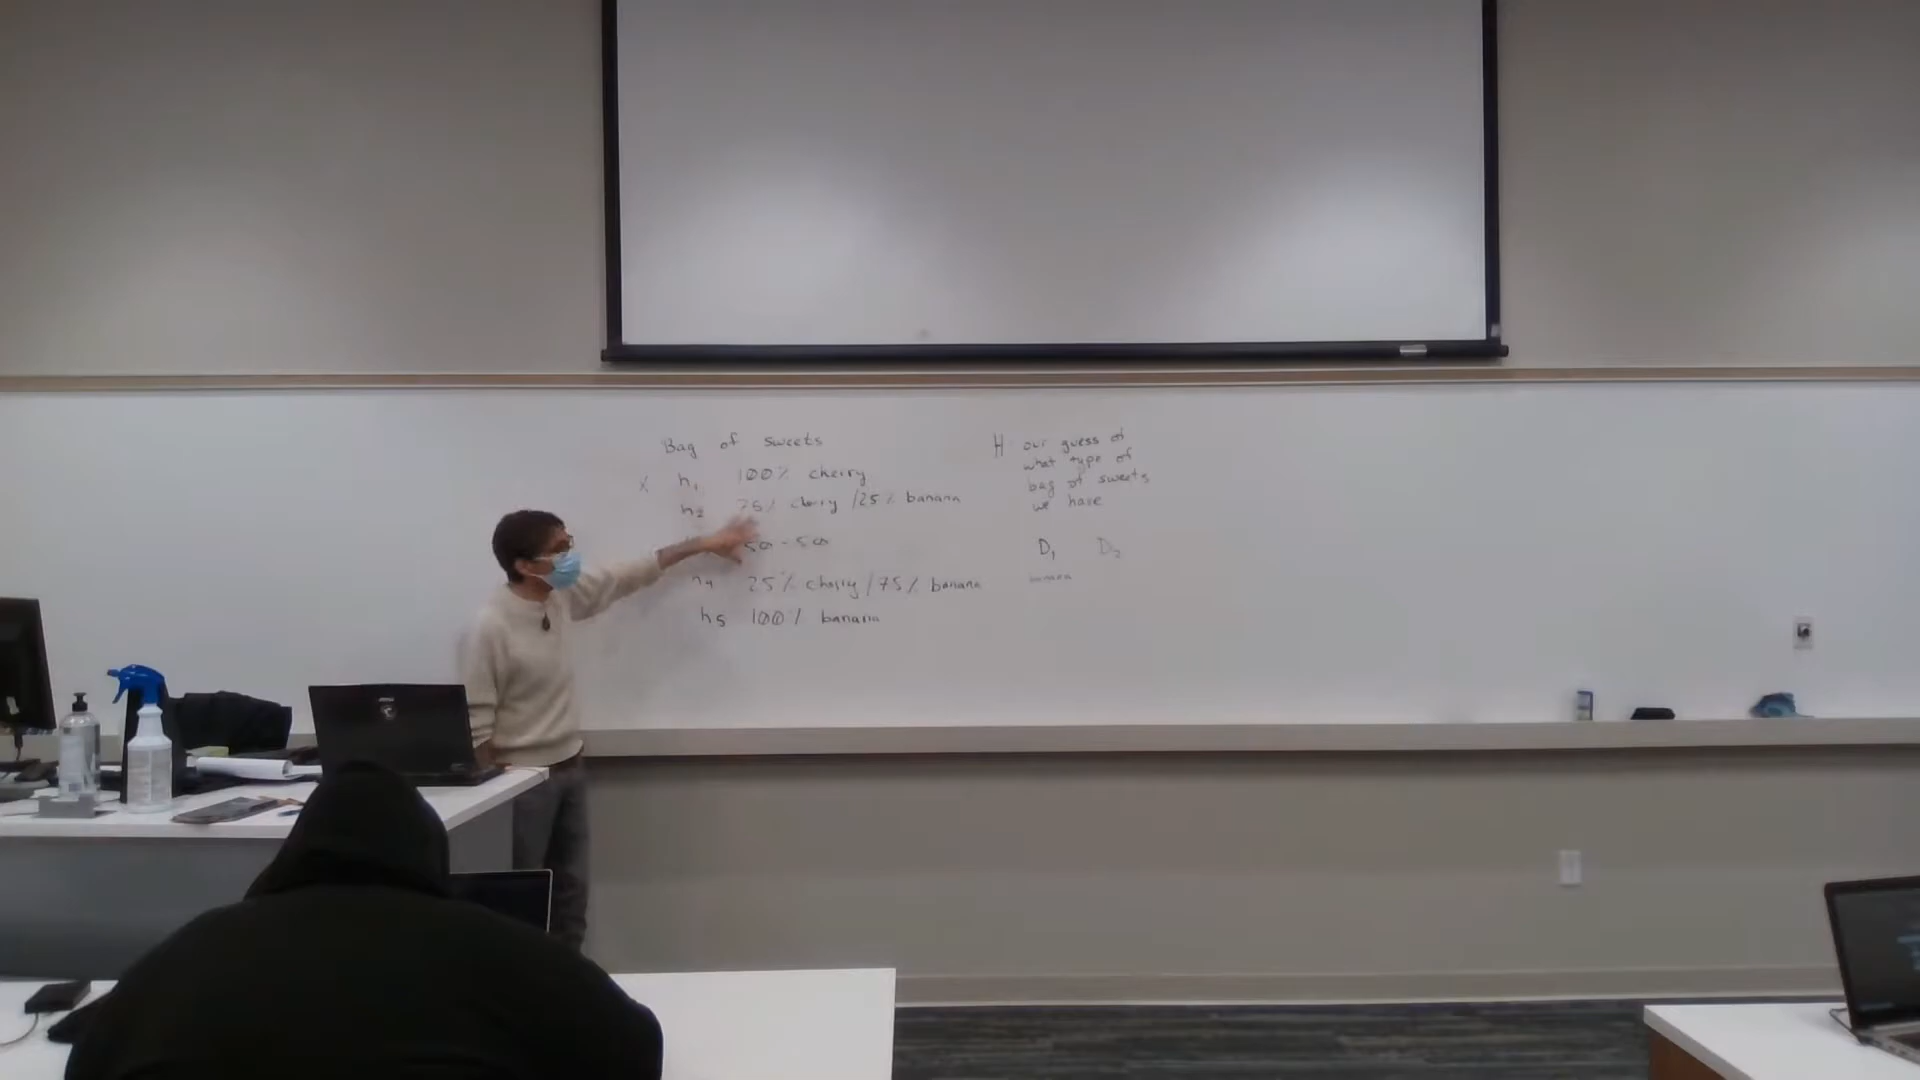 Bag of sweets
X h1 100% cherry
h2 75% cherry / 25% banana
50-50
h4 25% cherry / 75% banana
h5 100% banana
H our guess of
what type of
bag of sweets
we have
D1 D2
banana